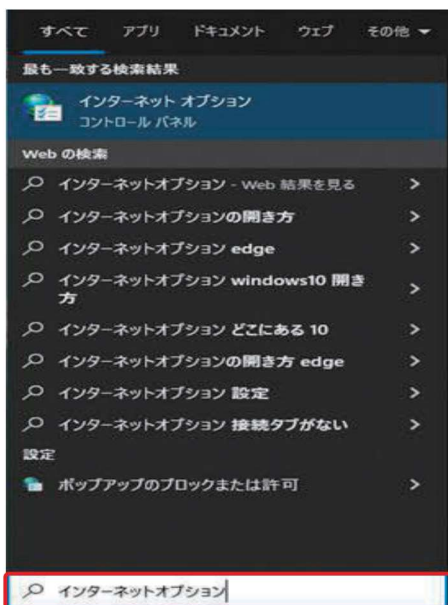 すべて アプリ ドキュメント ウェブ その他
最も一致する検索結果
インターネット オプション
コントロール パネル
Web の検索
インターネットオプション - Web 結果を見る
インターネットオプションの開き方
インターネットオプション edge
インターネットオプション windows10 開き
方
インターネットオプション どこにある 10
インターネットオプションの開き方 edge
インターネットオプション 設定
インターネットオプション 接続タブがない
設定
ポップアップのブロックまたは許可
インターネットオプション